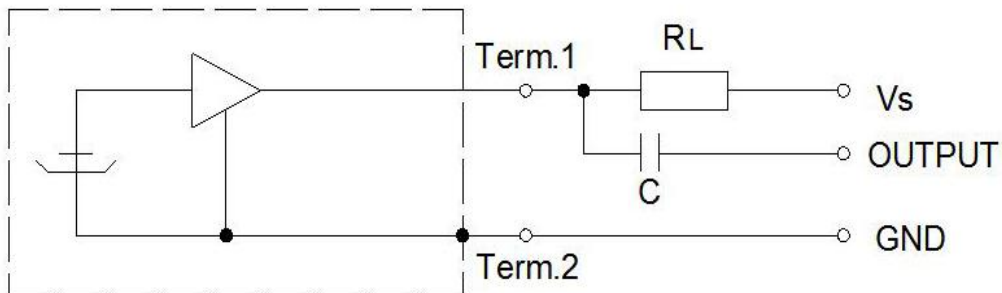 RL
Term.1
Vs
OUTPUT
C
GND
Term.2